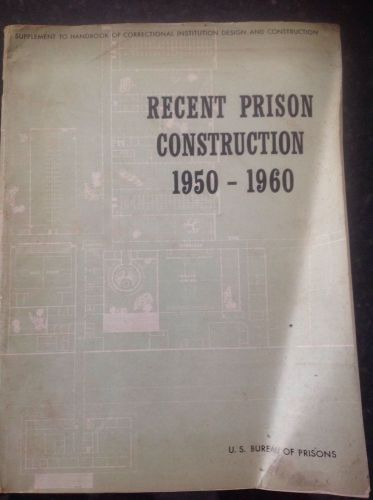 SUPPLEMENT TO HANDBOOK OF CORRECTIONAL INSTITUTION DESIGN AND CONSTRUCTION
RECENT PRISON
CONSTRUCTION
1950 - 1960
U. S. BUREAU OF PRISONS